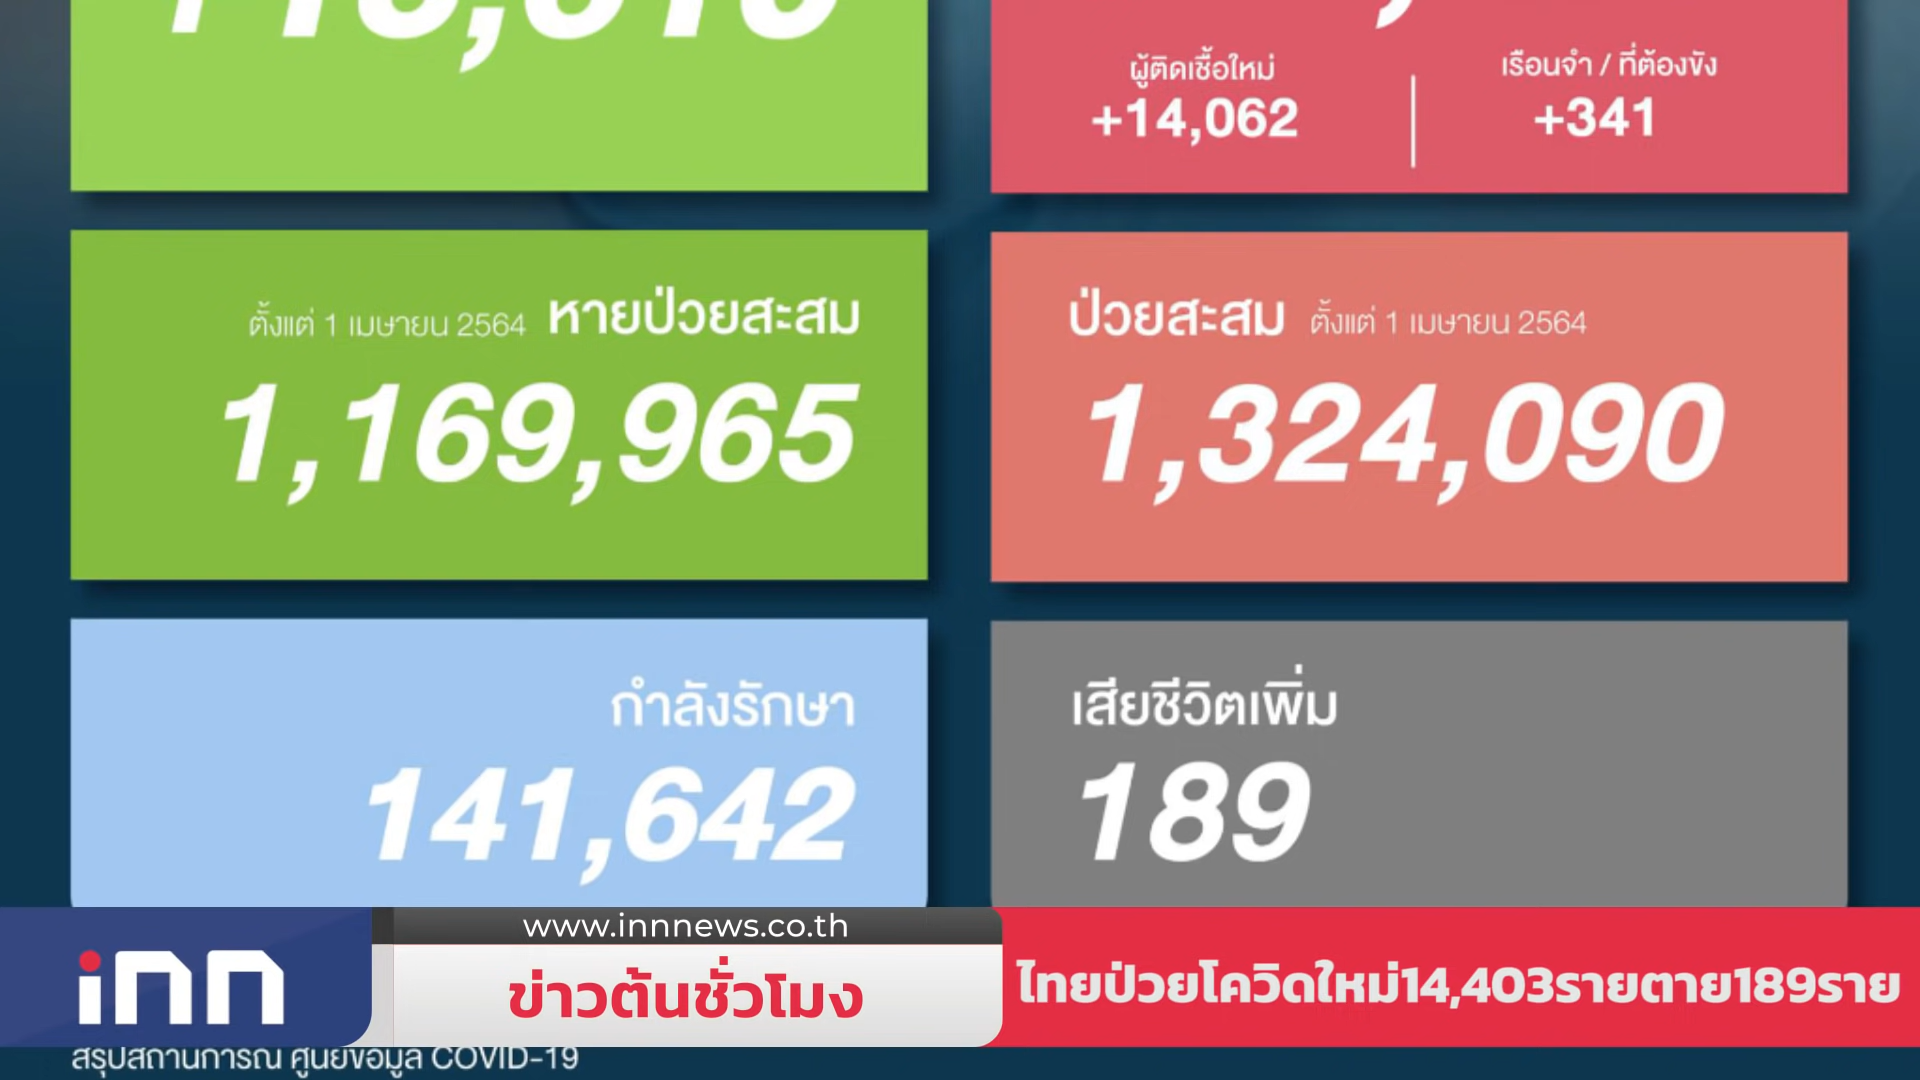 ผู้ติดเชื้อใหม่
+14,062
เรือนจำ / ที่ต้องขัง
+341
ตั้งแต่ 1 เมษายน 2564 หายป่วยสะสม
1,169,965
ป่วยสะสม ตั้งแต่ 1 เมษายน 2564
1,324,090
กำลังรักษา
141,642
เสียชีวิตเพิ่ม
189
inn
www.innnews.co.th
ข่าวต้นชั่วโมง
ไทยป่วยโควิดใหม่14,403รายตาย189ราย
สรุปสถานการณ์ ศูนย์ข้อมูล COVID-19